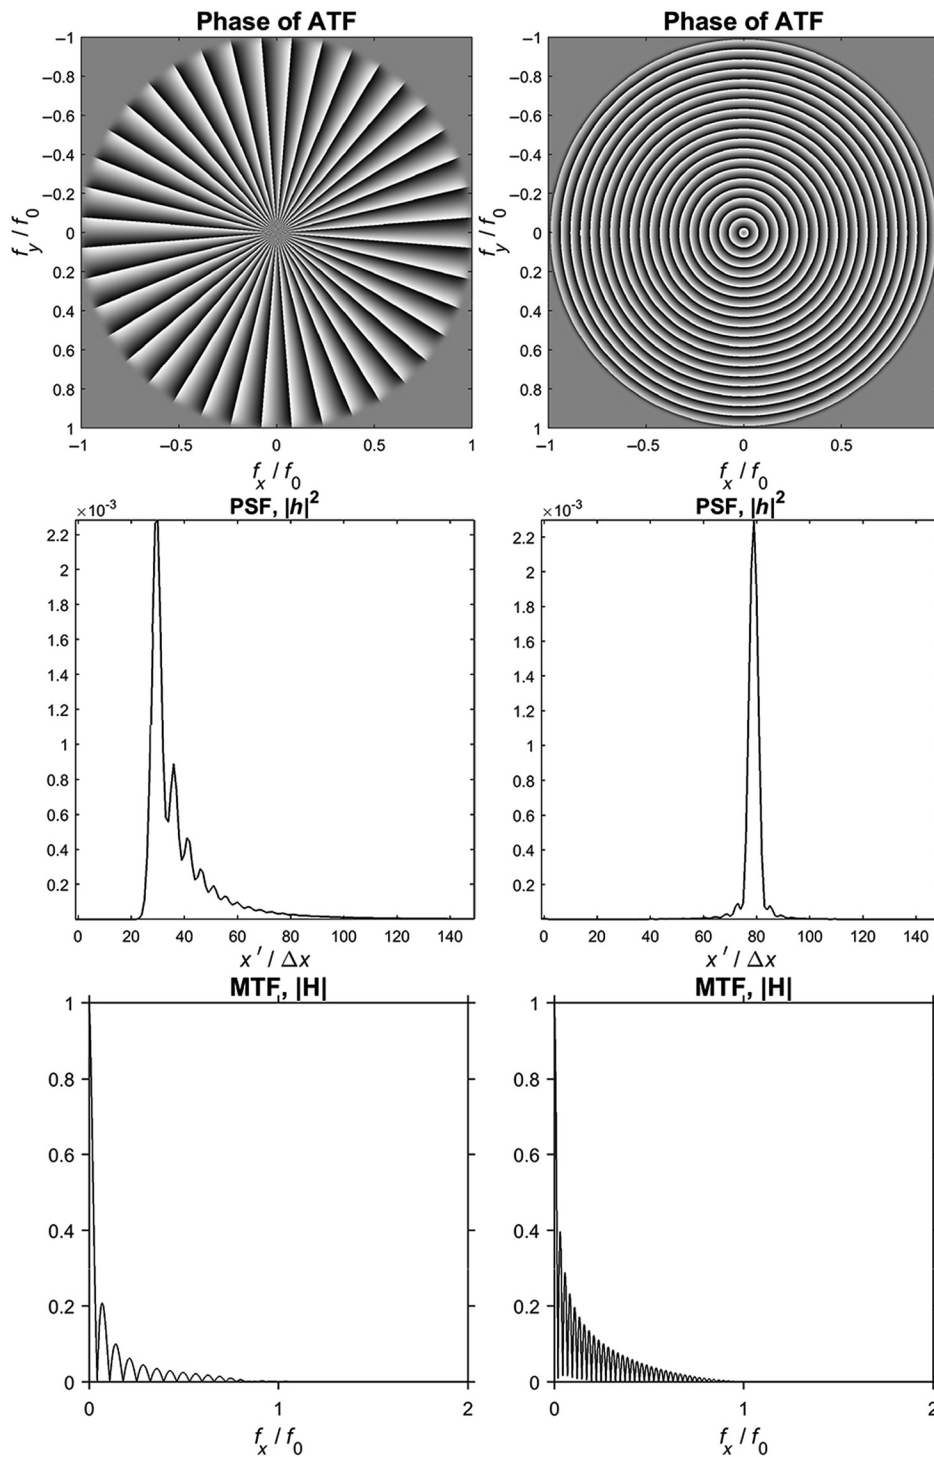 Phase of ATF
−1
−0.8
−0.6
−0.4
−0.2
0
0.2
0.4
0.6
0.8
1
f_y / f_0
−1 −0.5 0 0.5 1
f_x / f_0
Phase of ATF
−1
−0.8
−0.6
−0.4
−0.2
0
0.2
0.4
0.6
0.8
1
f_y / f_0
−1 −0.5 0 0.5
f_x / f_0
PSF, |h|²
×10⁻³
2.2
2
1.8
1.6
1.4
1.2
1
0.8
0.6
0.4
0.2
0 20 40 60 80 100 120 140
x′ / Δx
PSF, |h|²
×10⁻³
2.2
2
1.8
1.6
1.4
1.2
1
0.8
0.6
0.4
0.2
0 20 40 60 80 100 120 140
x′ / Δx
MTF, |H|
1
0.8
0.6
0.4
0.2
0
0 1 2
f_x / f_0
MTF, |H|
1
0.8
0.6
0.4
0.2
0
0 1 2
f_x / f_0